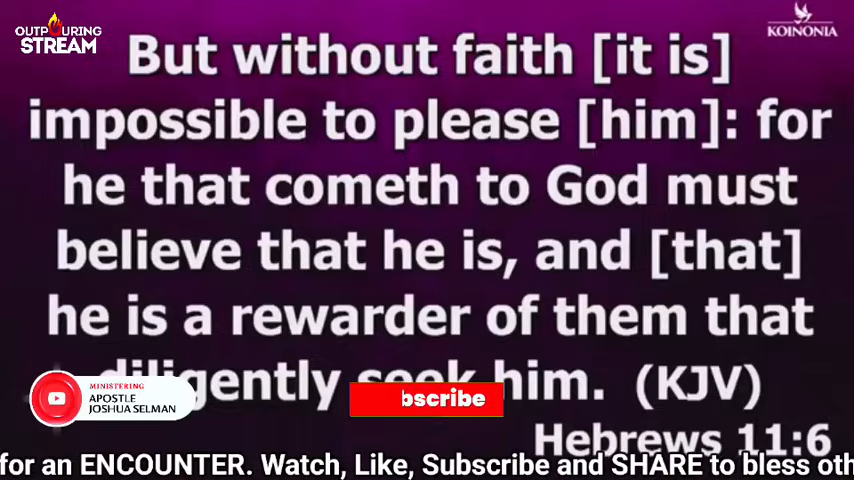 OUTPOURING
STREAM
KOINONIA
But without faith [it is]
impossible to please [him]: for
he that cometh to God must
believe that he is, and [that]
he is a rewarder of them that
diligently seek him. (KJV)
Hebrews 11:6
MINISTERING
APOSTLE
JOSHUA SELMAN
bscribe
for an ENCOUNTER. Watch, Like, Subscribe and SHARE to bless oth